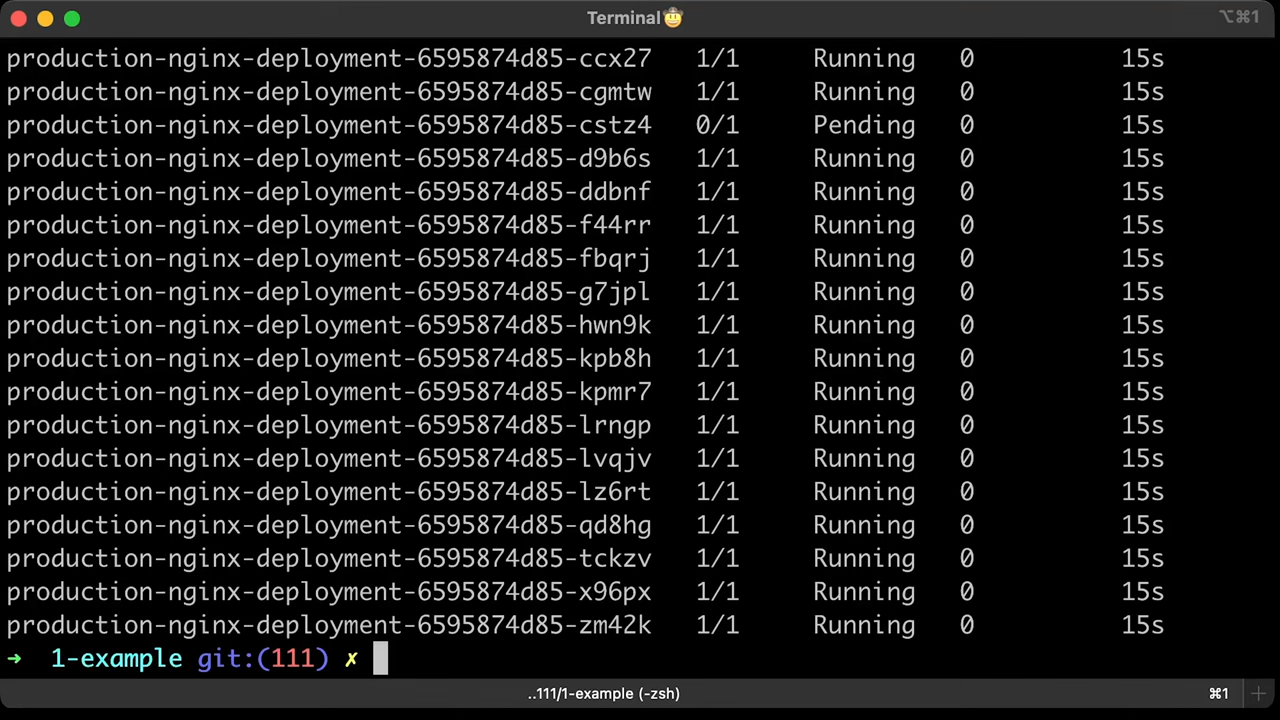 Terminal🤠
⌥⌘1
production-nginx-deployment-6595874d85-ccx27 1/1 Running 0 15s
production-nginx-deployment-6595874d85-cgmtw 1/1 Running 0 15s
production-nginx-deployment-6595874d85-cstz4 0/1 Pending 0 15s
production-nginx-deployment-6595874d85-d9b6s 1/1 Running 0 15s
production-nginx-deployment-6595874d85-ddbnf 1/1 Running 0 15s
production-nginx-deployment-6595874d85-f44rr 1/1 Running 0 15s
production-nginx-deployment-6595874d85-fbqrj 1/1 Running 0 15s
production-nginx-deployment-6595874d85-g7jpl 1/1 Running 0 15s
production-nginx-deployment-6595874d85-hwn9k 1/1 Running 0 15s
production-nginx-deployment-6595874d85-kpb8h 1/1 Running 0 15s
production-nginx-deployment-6595874d85-kpmr7 1/1 Running 0 15s
production-nginx-deployment-6595874d85-lrngp 1/1 Running 0 15s
production-nginx-deployment-6595874d85-lvqjv 1/1 Running 0 15s
production-nginx-deployment-6595874d85-lz6rt 1/1 Running 0 15s
production-nginx-deployment-6595874d85-qd8hg 1/1 Running 0 15s
production-nginx-deployment-6595874d85-tckzv 1/1 Running 0 15s
production-nginx-deployment-6595874d85-x96px 1/1 Running 0 15s
production-nginx-deployment-6595874d85-zm42k 1/1 Running 0 15s
➜ 1-example git:(111) ✗
..111/1-example (-zsh)
⌘1